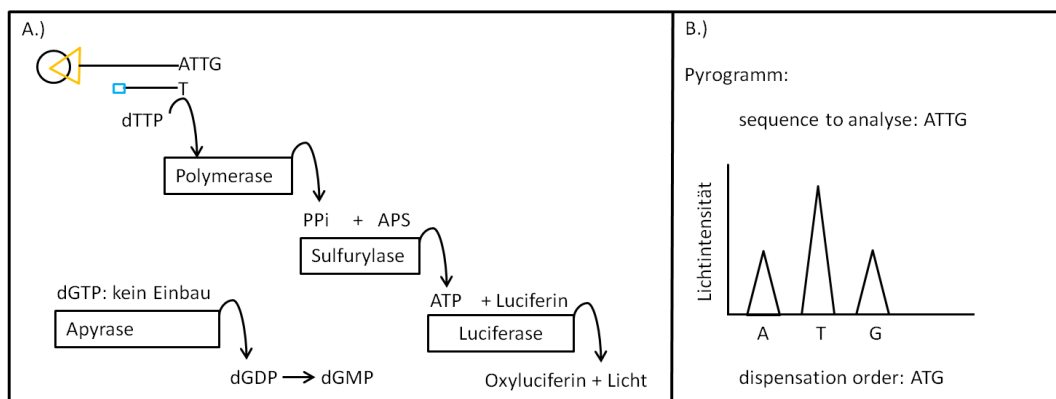 A.)
ATTG
T
dTTP
Polymerase
PPi + APS
Sulfurylase
dGTP: kein Einbau
Apyrase
ATP + Luciferin
Luciferase
dGDP dGMP
Oxyluciferin + Licht
B.)
Pyrogramm:
sequence to analyse: ATTG
Lichtintensität
A T G
dispensation order: ATG